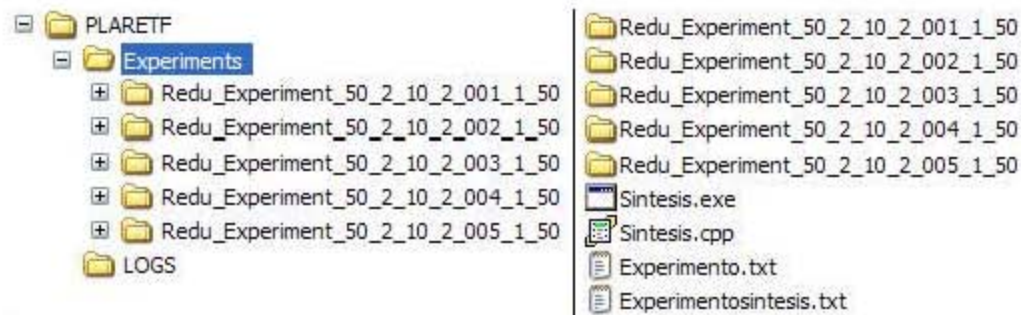 PLARETF
Experiments
Redu_Experiment_50_2_10_2_001_1_50
Redu_Experiment_50_2_10_2_002_1_50
Redu_Experiment_50_2_10_2_003_1_50
Redu_Experiment_50_2_10_2_004_1_50
Redu_Experiment_50_2_10_2_005_1_50
LOGS
Redu_Experiment_50_2_10_2_001_1_50
Redu_Experiment_50_2_10_2_002_1_50
Redu_Experiment_50_2_10_2_003_1_50
Redu_Experiment_50_2_10_2_004_1_50
Redu_Experiment_50_2_10_2_005_1_50
Sintesis.exe
Sintesis.cpp
Experimento.txt
Experimentosintesis.txt